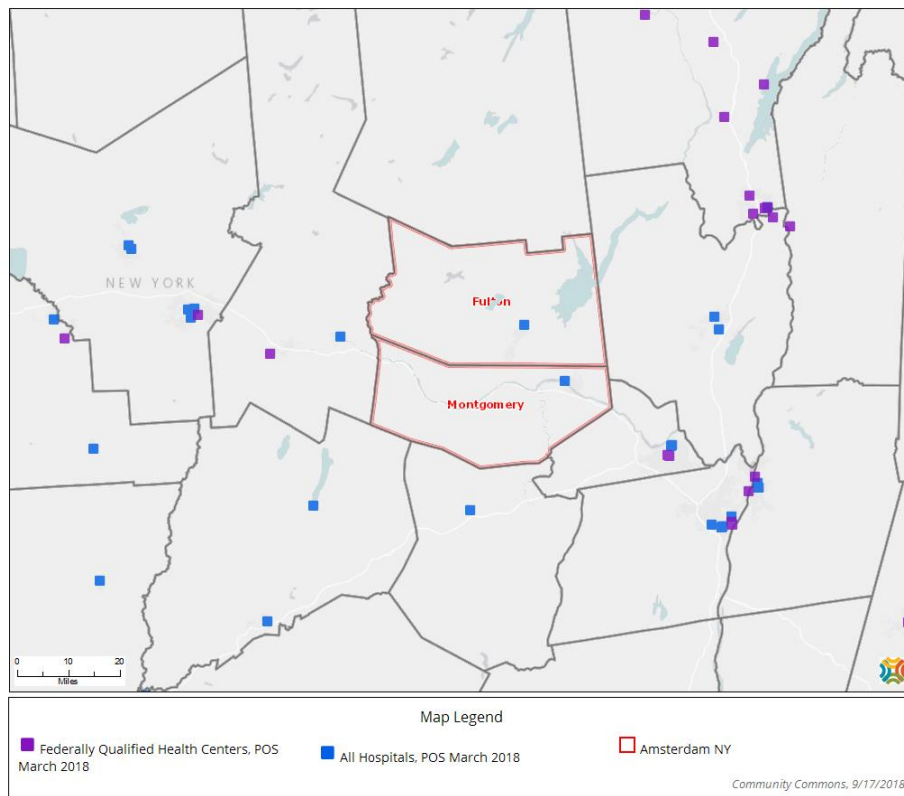 NEW YORK
Fulton
Montgomery
0 10 20
Miles
Map Legend
Federally Qualified Health Centers, POS
March 2018
All Hospitals, POS March 2018
Amsterdam NY
Community Commons, 9/17/2018